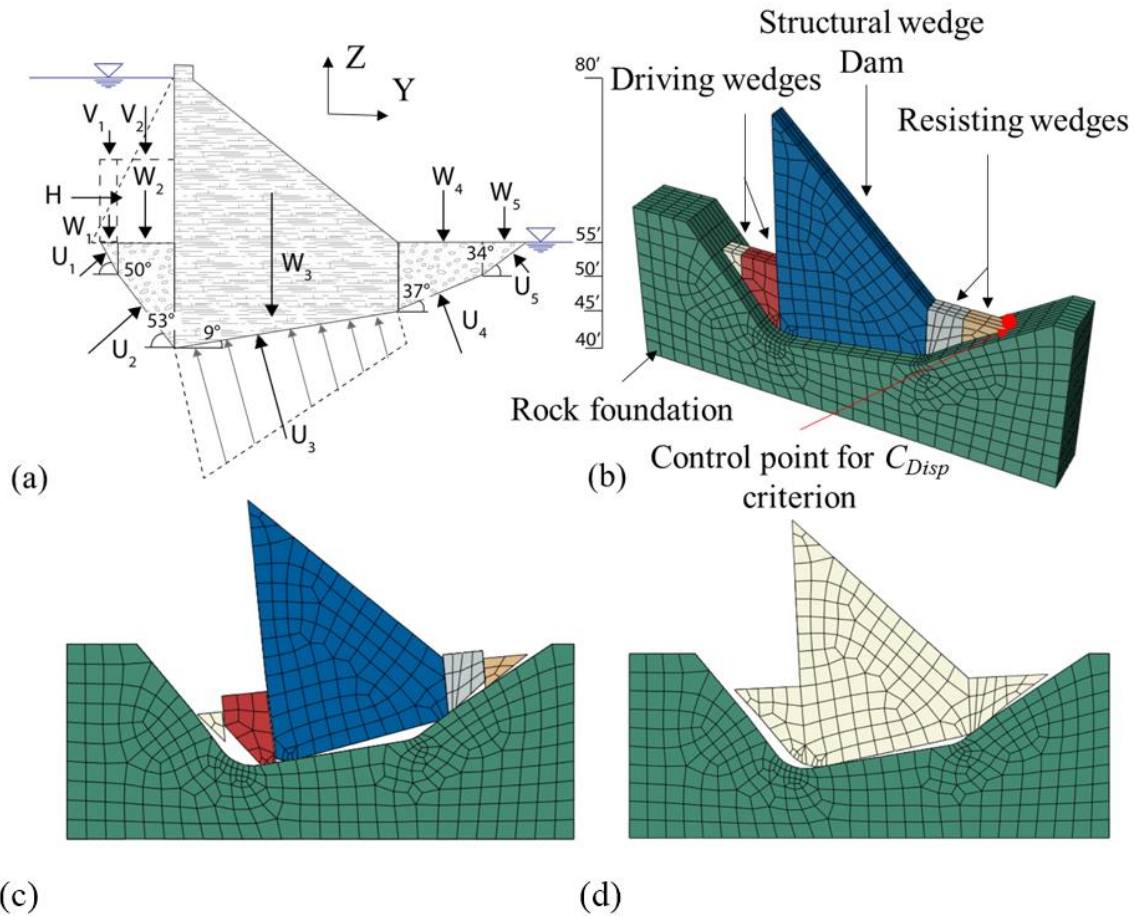 Z
Y
V₁
V₂
H
W₂
W₁
U₁
50°
53°
U₂
9°
W₃
U₃
W₄
W₅
34°
37°
U₅
U₄
80′
55′
50′
45′
40′
(a)
Structural wedge
Dam
Driving wedges
Resisting wedges
Rock foundation
Control point for C_Disp
criterion
(b)
(c)
(d)